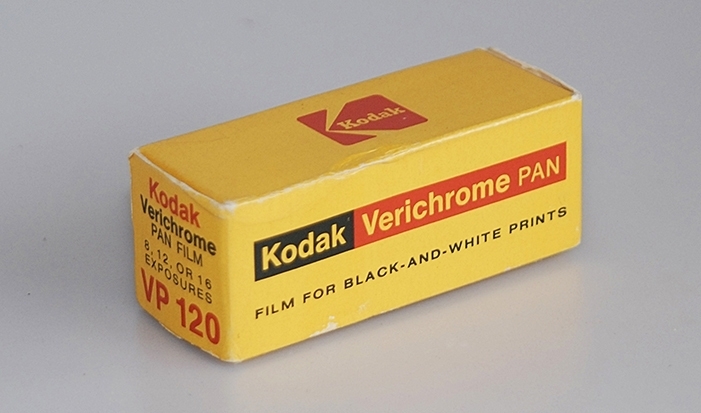 Kodak
Kodak
Verichrome
PAN FILM
8, 12, OR 16
EXPOSURES
VP 120
Kodak Verichrome PAN
FILM FOR BLACK-AND-WHITE PRINTS